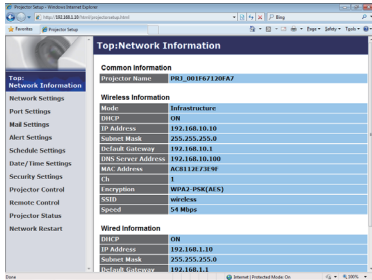 Projector Setup - Windows Internet Explorer
http://192.168.1.10/html/projectorsetup.html
Bing
Favorites Projector Setup
Page Safety Tools
Top:Network Information
Top:
Network Information
Network Settings
Port Settings
Mail Settings
Alert Settings
Schedule Settings
Date/Time Settings
Security Settings
Projector Control
Remote Control
Projector Status
Network Restart
Common Information
Projector Name PRJ_001F67120FA7
Wireless Information
Mode Infrastructure
DHCP ON
IP Address 192.168.10.10
Subnet Mask 255.255.255.0
Default Gateway 192.168.10.1
DNS Server Address 192.168.10.100
MAC Address AC8112E73E9F
Ch 1
Encryption WPA2-PSK(AES)
SSID wireless
Speed 54 Mbps
Wired Information
DHCP ON
IP Address 192.168.1.10
Subnet Mask 255.255.255.0
Default Gateway 192.168.1.1
Done Internet | Protected Mode: On 100%